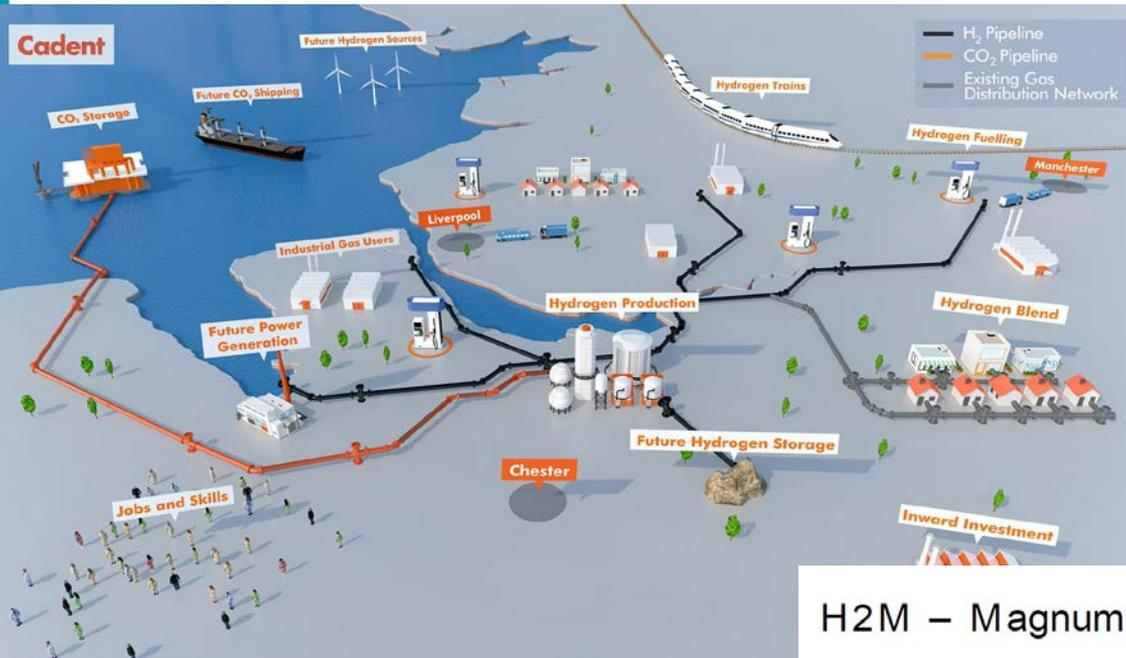 Cadent
Future Hydrogen Sources
H₂ Pipeline
CO₂ Pipeline
Existing Gas
Distribution Network
CO₂ Storage
Future CO₂ Shipping
Hydrogen Trains
Hydrogen Fuelling
Manchester
Liverpool
Industrial Gas Users
Hydrogen Production
Hydrogen Blend
Future Power
Generation
Future Hydrogen Storage
Chester
Jobs and Skills
Inward Investment
H2M – Magnum